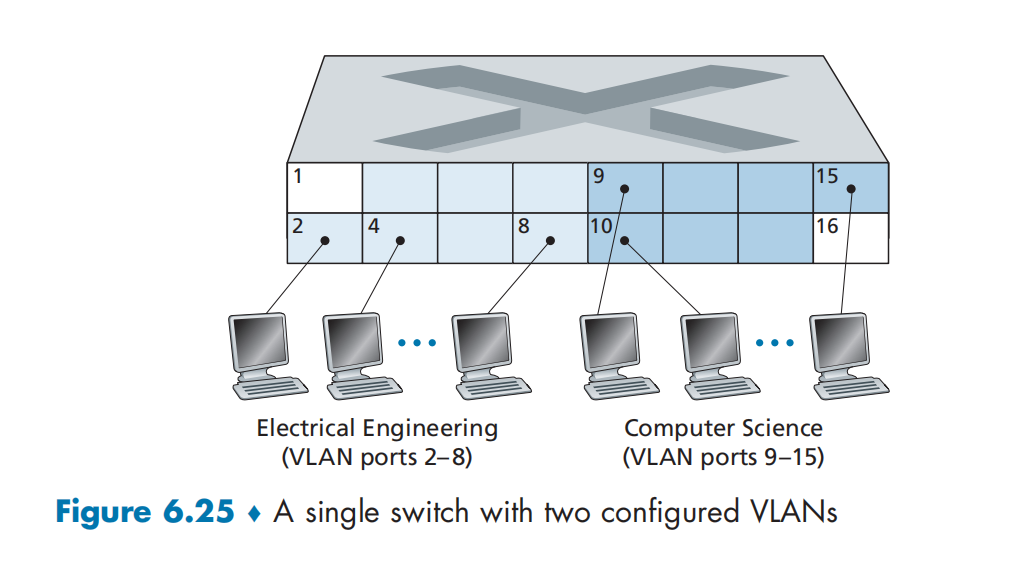 1 9 15
2 4 8 10 16
Electrical Engineering
(VLAN ports 2–8)
Computer Science
(VLAN ports 9–15)
Figure 6.25 ♦ A single switch with two configured VLANs